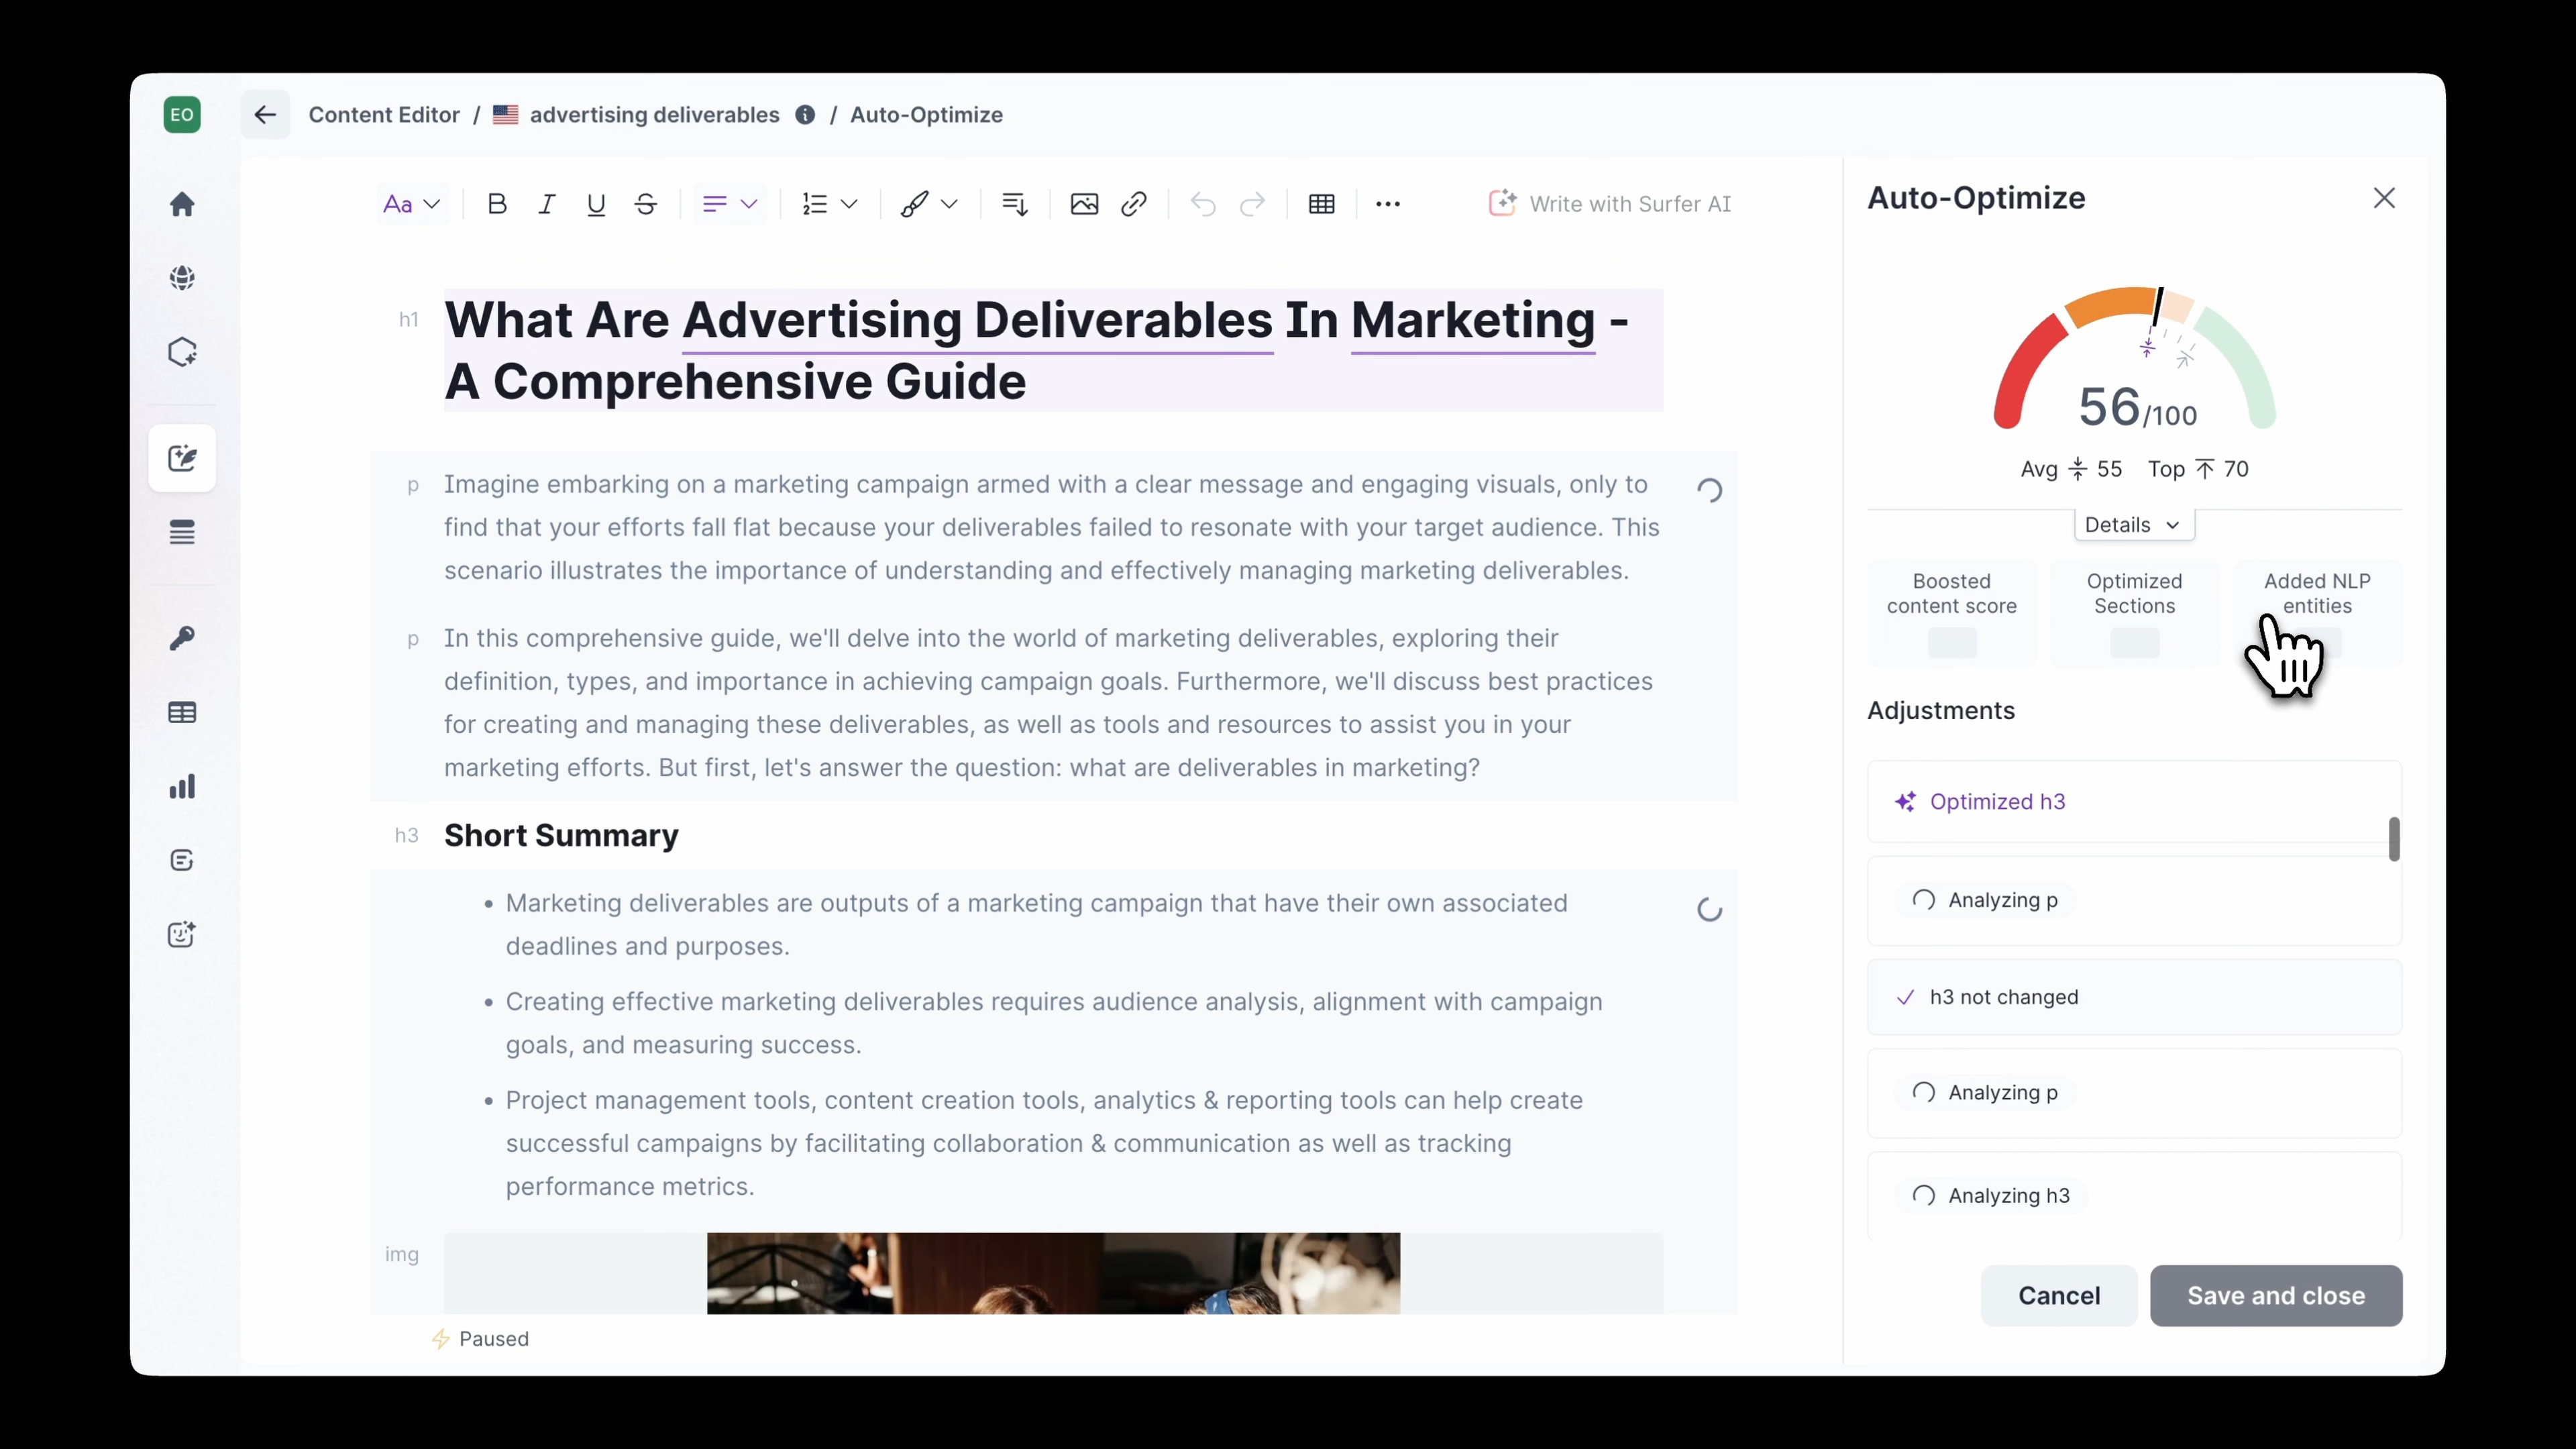 EO
Content Editor / advertising deliverables / Auto-Optimize
Aa
Write with Surfer AI
h1
What Are Advertising Deliverables In Marketing -
A Comprehensive Guide
p
Imagine embarking on a marketing campaign armed with a clear message and engaging visuals, only to
find that your efforts fall flat because your deliverables failed to resonate with your target audience. This
scenario illustrates the importance of understanding and effectively managing marketing deliverables.
p
In this comprehensive guide, we'll delve into the world of marketing deliverables, exploring their
definition, types, and importance in achieving campaign goals. Furthermore, we'll discuss best practices
for creating and managing these deliverables, as well as tools and resources to assist you in your
marketing efforts. But first, let's answer the question: what are deliverables in marketing?
h3
Short Summary
• Marketing deliverables are outputs of a marketing campaign that have their own associated
deadlines and purposes.
• Creating effective marketing deliverables requires audience analysis, alignment with campaign
goals, and measuring success.
• Project management tools, content creation tools, analytics & reporting tools can help create
successful campaigns by facilitating collaboration & communication as well as tracking
performance metrics.
img
Paused
Auto-Optimize
56/100
Avg 55 Top 70
Details
Boosted
content score
Optimized
Sections
Added NLP
entities
Adjustments
Optimized h3
Analyzing p
h3 not changed
Analyzing p
Analyzing h3
Cancel
Save and close